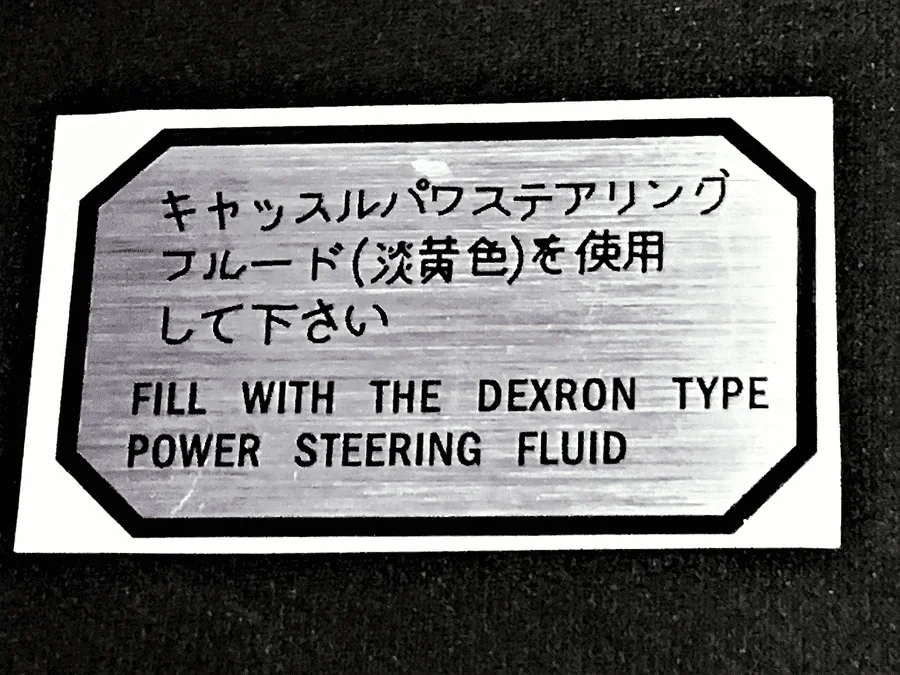 キャッスルパワステアリング
フルード(淡黄色)を使用
して下さい
FILL WITH THE DEXRON TYPE
POWER STEERING FLUID